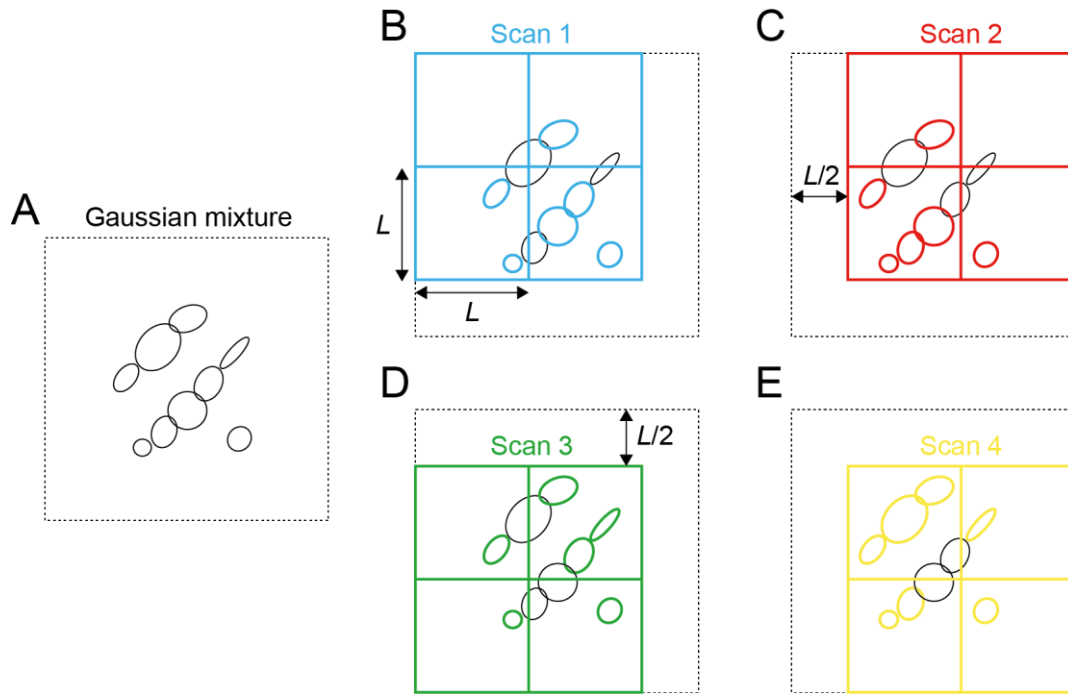 A
Gaussian mixture
B
Scan 1
L
L
C
Scan 2
L/2
D
Scan 3
L/2
E
Scan 4